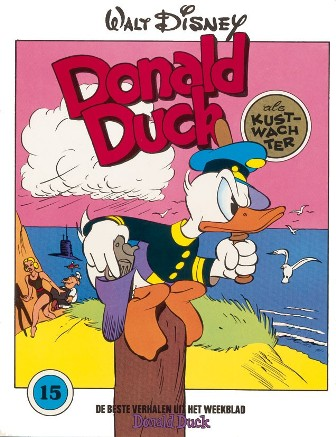 WALT DISNEY
Donald
Duck
als
KUST-
WACH
TER
15
DE BESTE VERHALEN UIT HET WEEKBLAD
Donald Duck